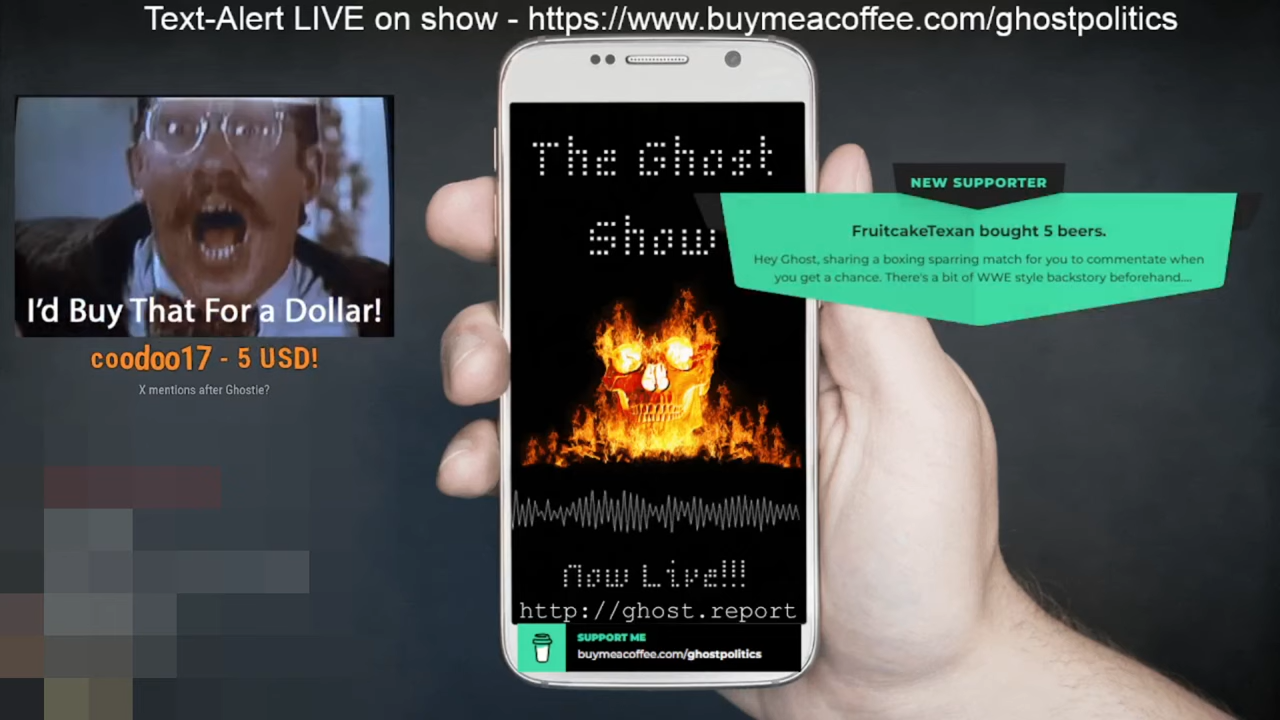 Text-Alert LIVE on show - https://www.buymeacoffee.com/ghostpolitics
I'd Buy That For a Dollar!
coodoo17 - 5 USD!
X mentions after Ghostie?
The Ghost
Show
NEW SUPPORTER
FruitcakeTexan bought 5 beers.
Hey Ghost, sharing a boxing sparring match for you to commentate when
you get a chance. There's a bit of WWE style backstory beforehand....
Now Live!!!
http://ghost.report
SUPPORT ME
buymeacoffee.com/ghostpolitics